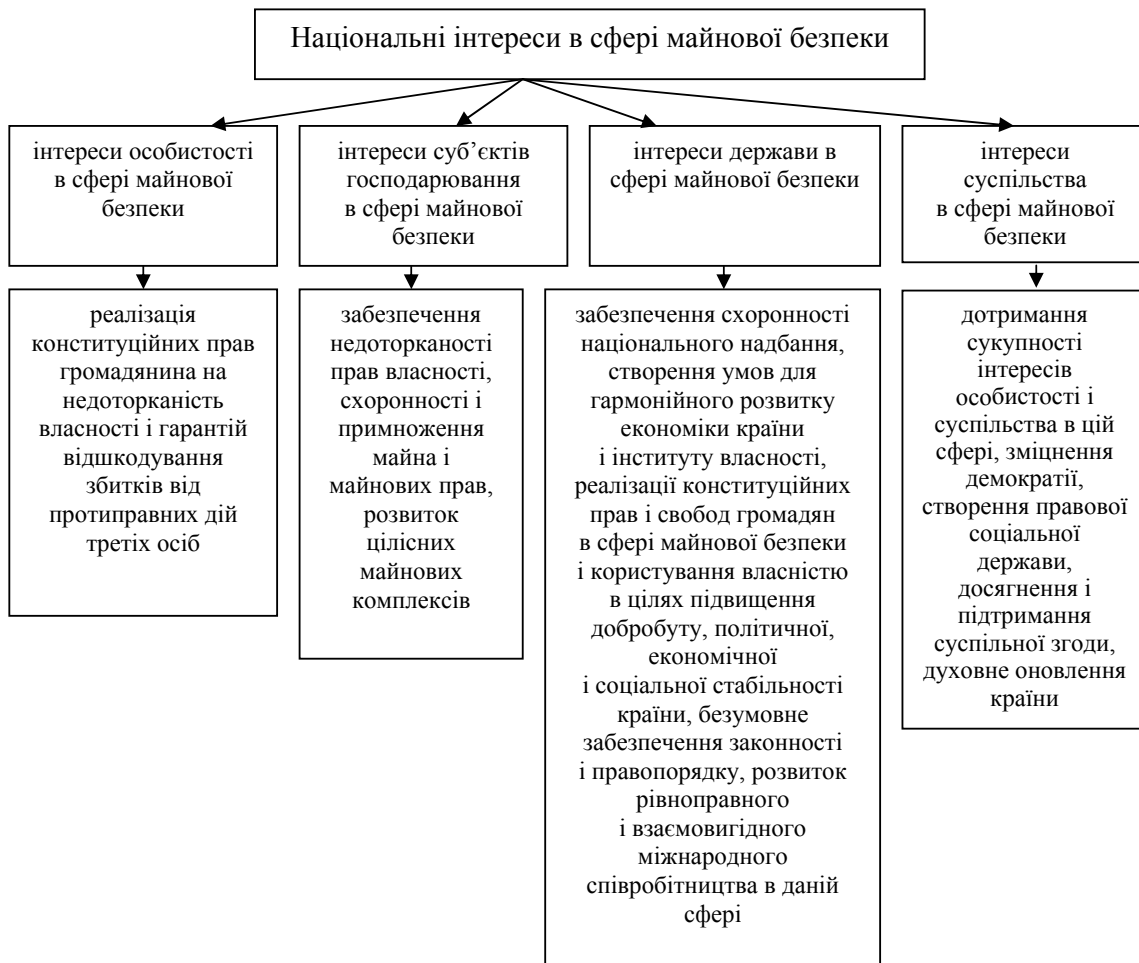 Національні інтереси в сфері майнової безпеки
інтереси особистості
в сфері майнової
безпеки
інтереси суб’єктів
господарювання
в сфері майнової
безпеки
інтереси держави в
сфері майнової безпеки
інтереси
суспільства
в сфері майнової
безпеки
реалізація
конституційних прав
громадянина на
недоторканість
власності і гарантій
відшкодування
збитків від
протиправних дій
третіх осіб
забезпечення
недоторканості
прав власності,
схоронності і
примноження
майна і
майнових прав,
розвиток
цілісних
майнових
комплексів
забезпечення схоронності
національного надбання,
створення умов для
гармонійного розвитку
економіки країни
і інституту власності,
реалізації конституційних
прав і свобод громадян
в сфері майнової безпеки
і користування власністю
в цілях підвищення
добробуту, політичної,
економічної
і соціальної стабільності
країни, безумовне
забезпечення законності
і правопорядку, розвиток
рівноправного
і взаємовигідного
міжнародного
співробітництва в даній
сфері
дотримання
сукупності
інтересів
особистості і
суспільства в цій
сфері, зміцнення
демократії,
створення правової
соціальної
держави,
досягнення і
підтримання
суспільної згоди,
духовне оновлення
країни